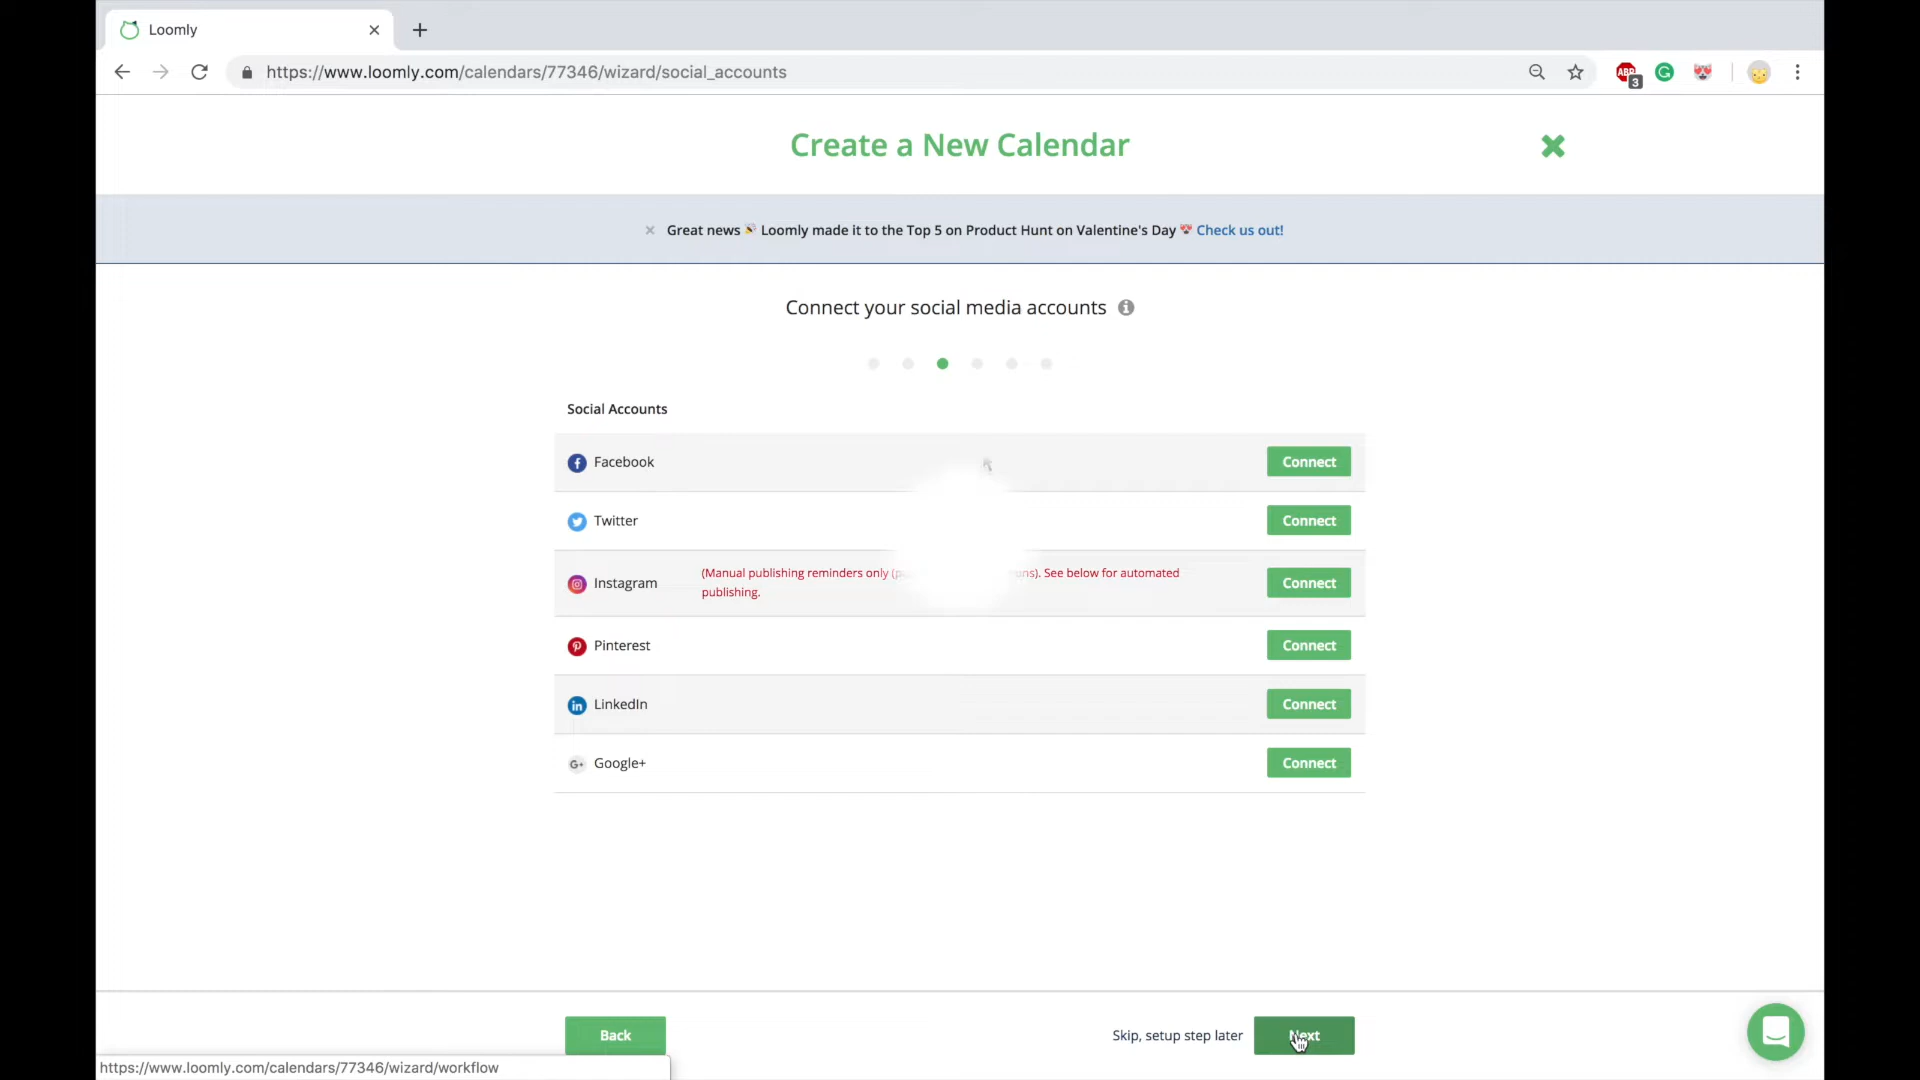 Loomly
https://www.loomly.com/calendars/77346/wizard/social_accounts
ABP
3
Create a New Calendar
Great news Loomly made it to the Top 5 on Product Hunt on Valentine's Day Check us out!
Connect your social media accounts
Social Accounts
Facebook
Connect
Twitter
Connect
Instagram
(Manual publishing reminders only See below for automated
publishing.
Connect
Pinterest
Connect
LinkedIn
Connect
G+ Google+
Connect
Back
Skip, setup step later
Next
https://www.loomly.com/calendars/77346/wizard/workflow